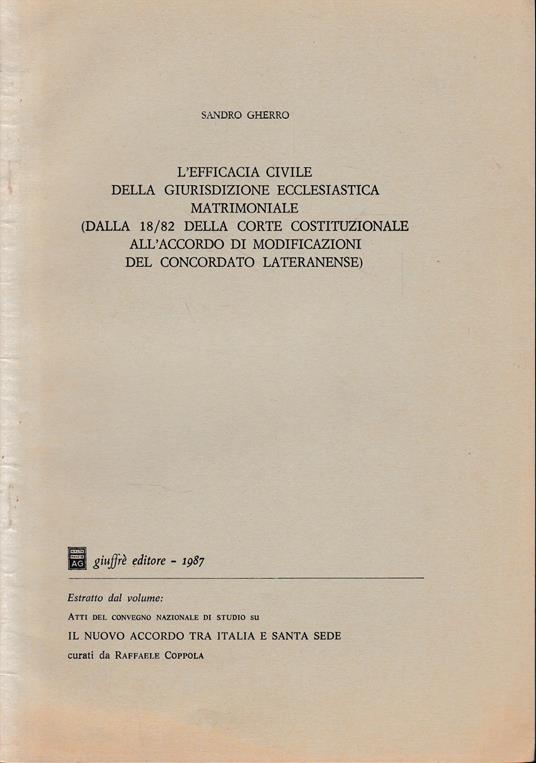 SANDRO GHERRO
L'EFFICACIA CIVILE
DELLA GIURISDIZIONE ECCLESIASTICA
MATRIMONIALE
(DALLA 18/82 DELLA CORTE COSTITUZIONALE
ALL'ACCORDO DI MODIFICAZIONI
DEL CONCORDATO LATERANENSE)
AG giuffrè editore - 1987
Estratto dal volume:
ATTI DEL CONVEGNO NAZIONALE DI STUDIO SU
IL NUOVO ACCORDO TRA ITALIA E SANTA SEDE
curati da RAFFAELE COPPOLA